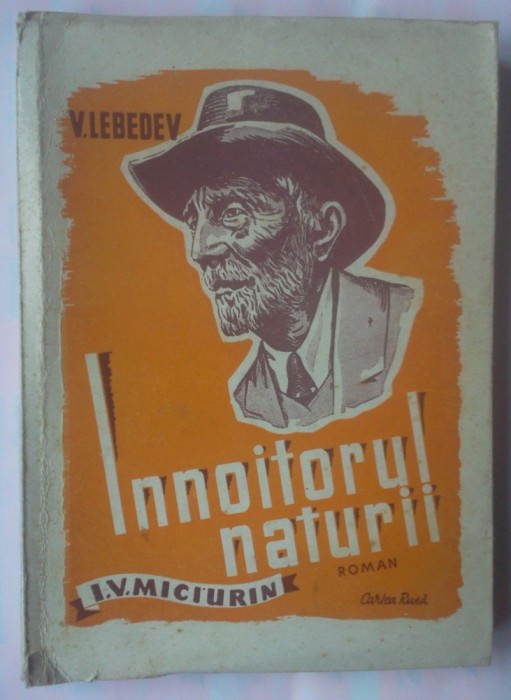 V. LEBEDEV
Innoitorul
naturii
I.V. MICIURIN
ROMAN
Cartea Rusă